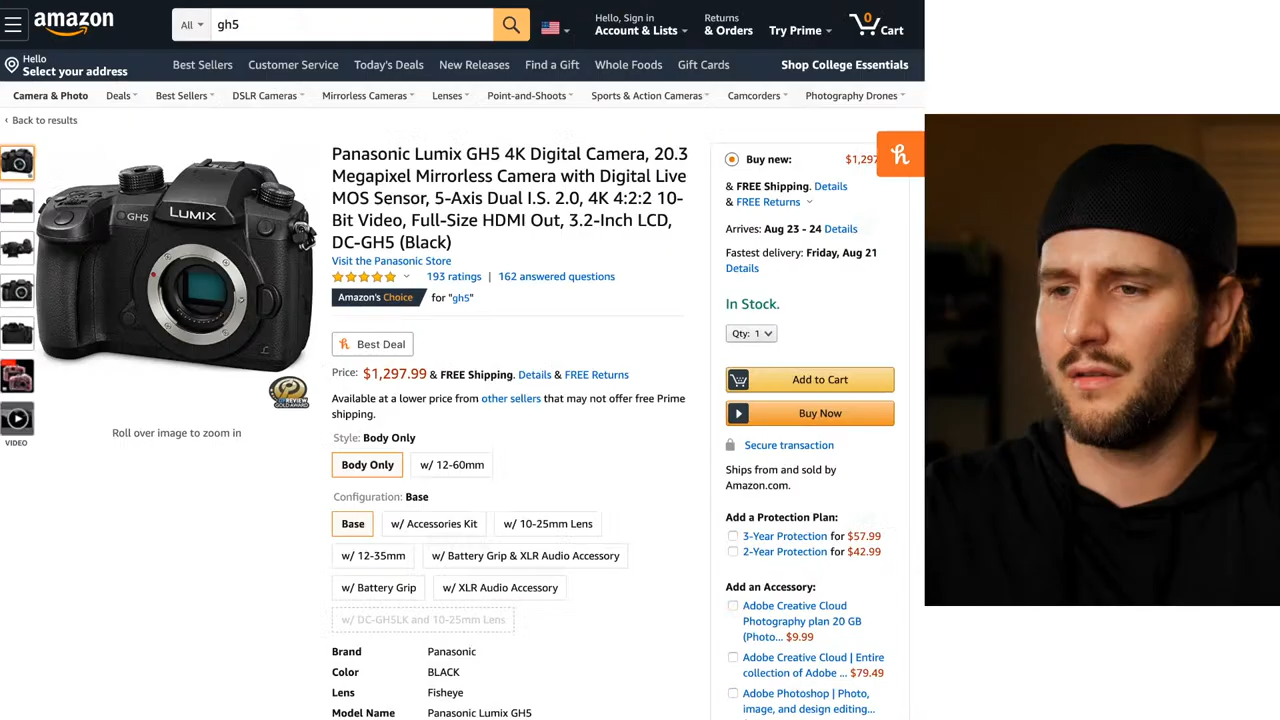 amazon
All
gh5
Hello, Sign in
Account & Lists
Returns
& Orders
Try Prime
0
Cart
Hello
Select your address
Best Sellers
Customer Service
Today's Deals
New Releases
Find a Gift
Whole Foods
Gift Cards
Shop College Essentials
Camera & Photo
Deals
Best Sellers
DSLR Cameras
Mirrorless Cameras
Lenses
Point-and-Shoots
Sports & Action Cameras
Camcorders
Photography Drones
‹ Back to results
GH5
LUMIX
VIDEO
Roll over image to zoom in
Panasonic Lumix GH5 4K Digital Camera, 20.3
Megapixel Mirrorless Camera with Digital Live
MOS Sensor, 5-Axis Dual I.S. 2.0, 4K 4:2:2 10-
Bit Video, Full-Size HDMI Out, 3.2-Inch LCD,
DC-GH5 (Black)
Visit the Panasonic Store
193 ratings | 162 answered questions
Amazon's Choice for "gh5"
Best Deal
Price: $1,297.99 & FREE Shipping. Details & FREE Returns
Available at a lower price from other sellers that may not offer free Prime
shipping.
Style: Body Only
Body Only
w/ 12-60mm
Configuration: Base
Base
w/ Accessories Kit
w/ 10-25mm Lens
w/ 12-35mm
w/ Battery Grip & XLR Audio Accessory
w/ Battery Grip
w/ XLR Audio Accessory
w/ DC-GH5LK and 10-25mm Lens
Brand Panasonic
Color BLACK
Lens Fisheye
Model Name Panasonic Lumix GH5
Buy new: $1,297
& FREE Shipping. Details
& FREE Returns
Arrives: Aug 23 - 24 Details
Fastest delivery: Friday, Aug 21
Details
In Stock.
Qty: 1
Add to Cart
Buy Now
Secure transaction
Ships from and sold by
Amazon.com.
Add a Protection Plan:
3-Year Protection for $57.99
2-Year Protection for $42.99
Add an Accessory:
Adobe Creative Cloud
Photography plan 20 GB
(Photo... $9.99
Adobe Creative Cloud | Entire
collection of Adobe ... $79.49
Adobe Photoshop | Photo,
image, and design editing...